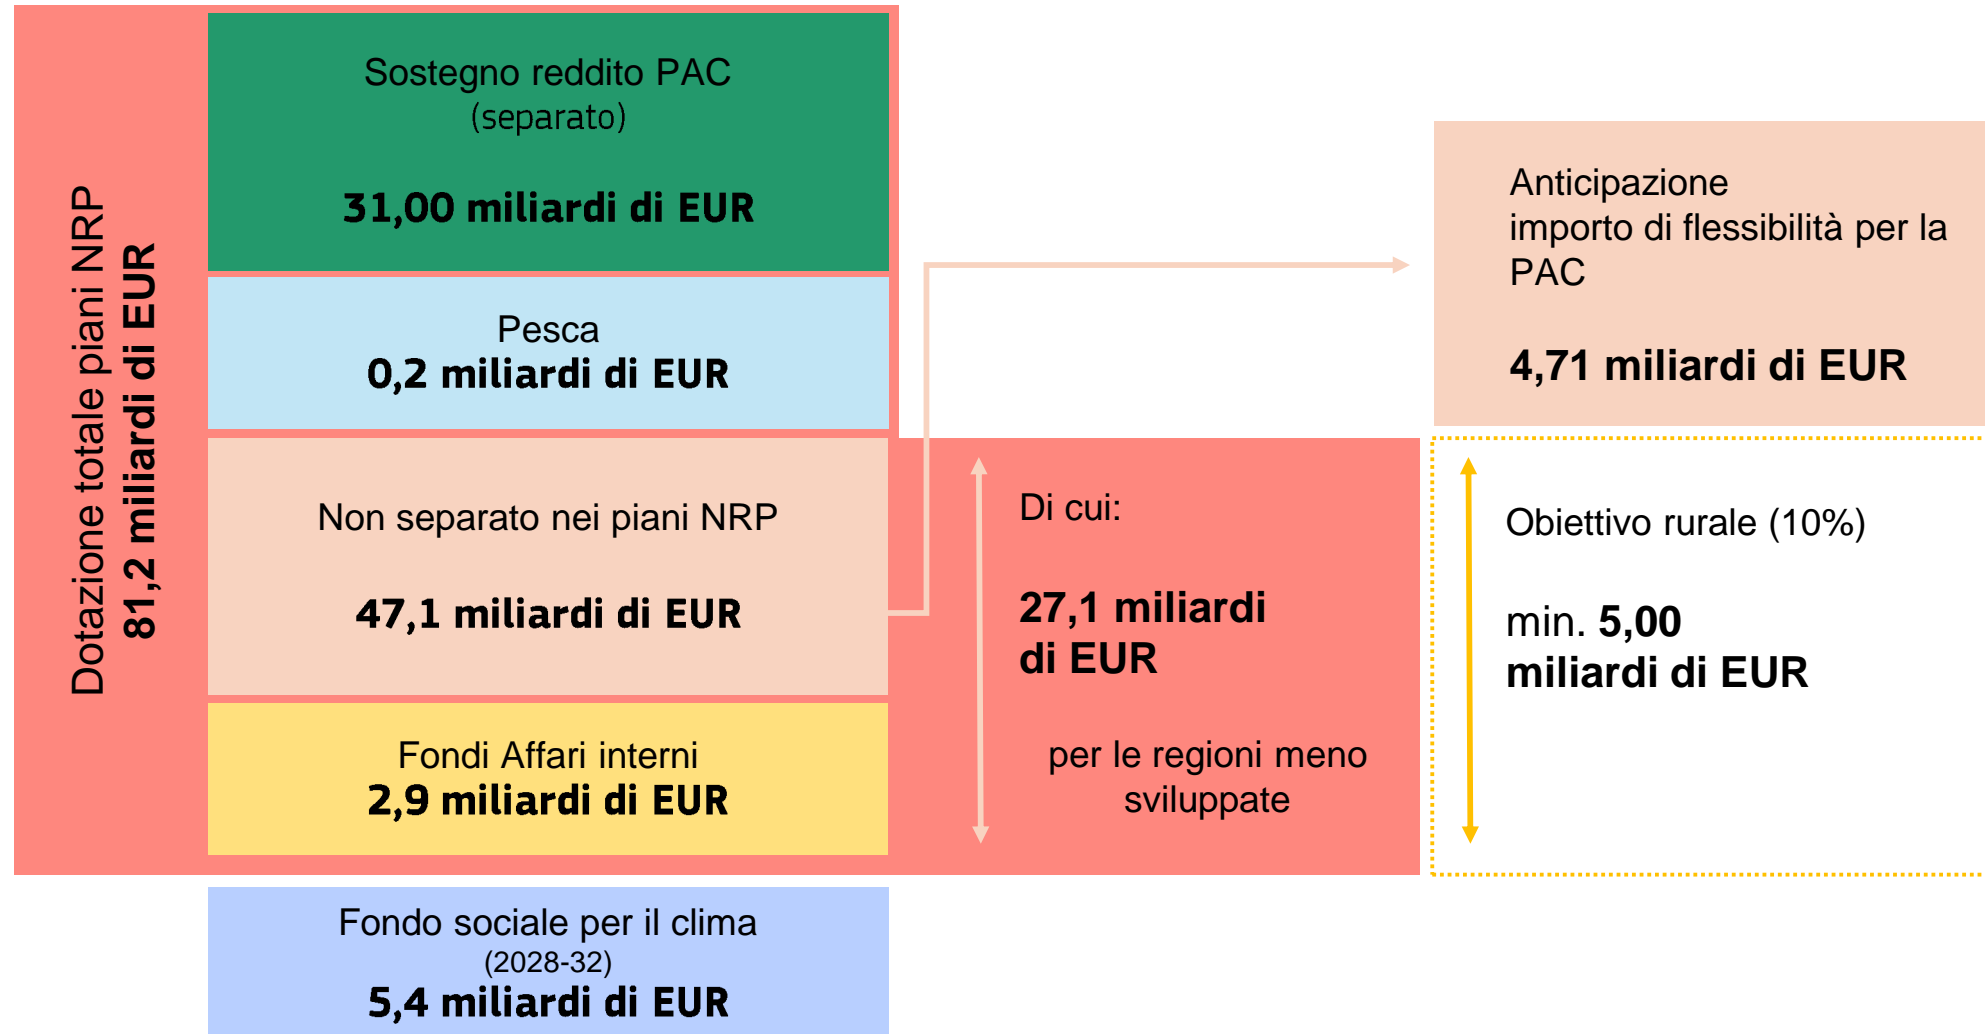 Dotazione totale piani NRP
81,2 miliardi di EUR
Sostegno reddito PAC
(separato)
31,00 miliardi di EUR
Pesca
0,2 miliardi di EUR
Non separato nei piani NRP
47,1 miliardi di EUR
Fondi Affari interni
2,9 miliardi di EUR
Fondo sociale per il clima
(2028-32)
5,4 miliardi di EUR
Di cui:
27,1 miliardi
di EUR
per le regioni meno
sviluppate
Anticipazione
importo di flessibilità per la
PAC
4,71 miliardi di EUR
Obiettivo rurale (10%)
min. 5,00
miliardi di EUR